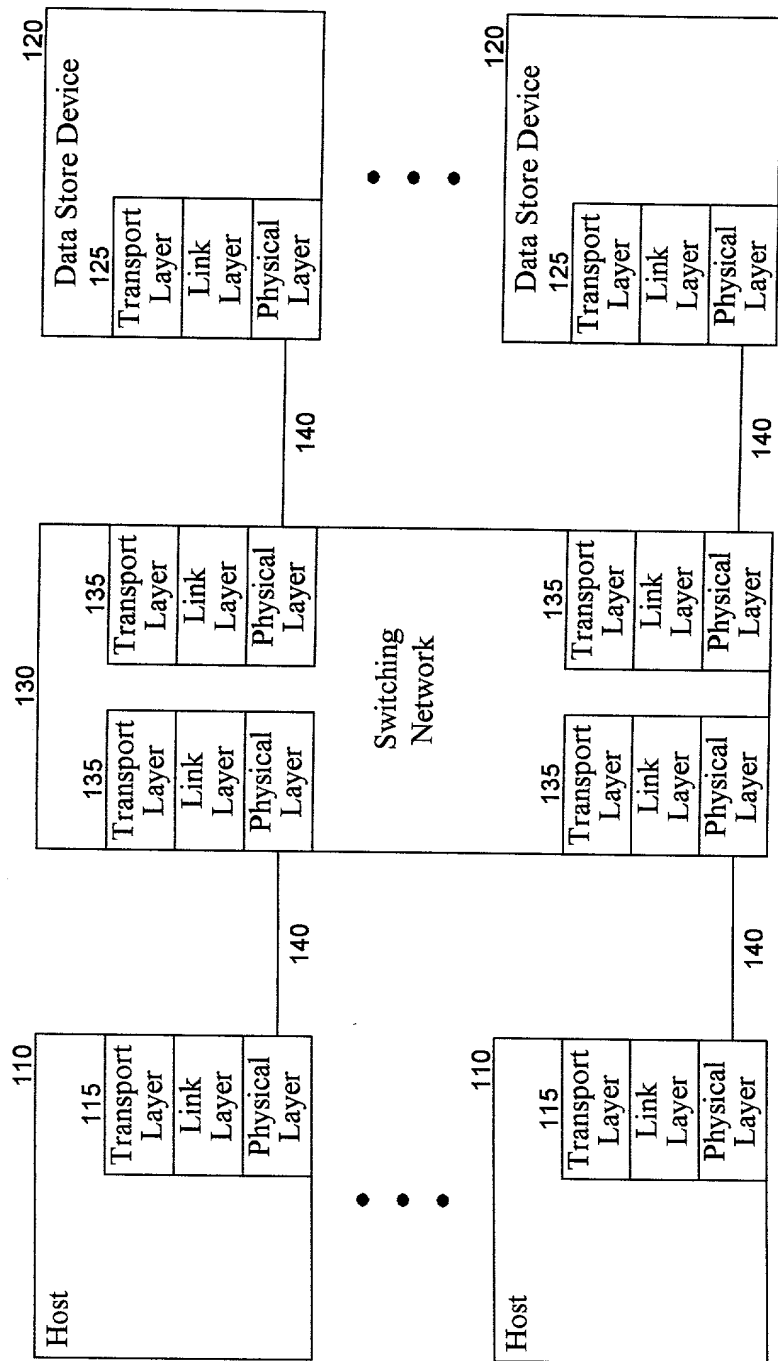 110
Host
115
Transport
Layer
Link
Layer
Physical
Layer
140
130
135
Transport
Layer
Link
Layer
Physical
Layer
135
Transport
Layer
Link
Layer
Physical
Layer
140
120
Data Store Device
125
Transport
Layer
Link
Layer
Physical
Layer
Switching
Network
110
Host
115
Transport
Layer
Link
Layer
Physical
Layer
140
135
Transport
Layer
Link
Layer
Physical
Layer
135
Transport
Layer
Link
Layer
Physical
Layer
140
120
Data Store Device
125
Transport
Layer
Link
Layer
Physical
Layer